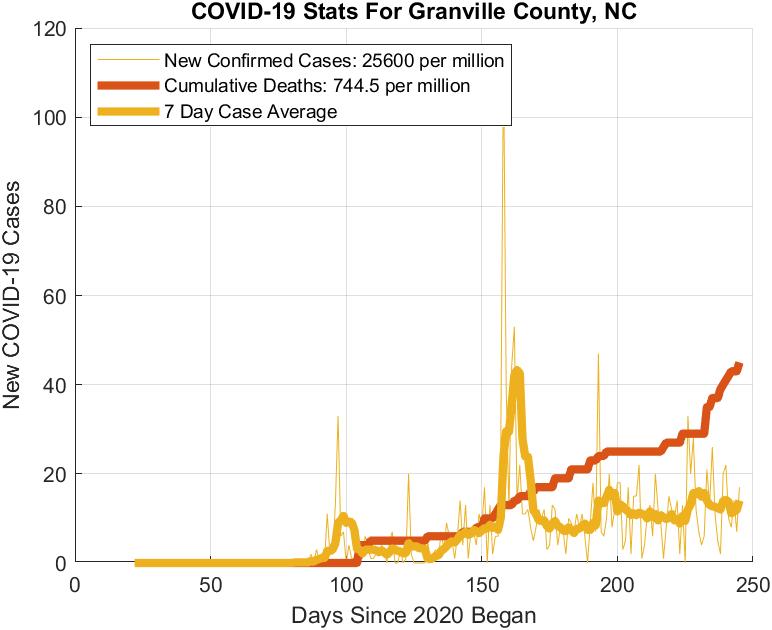 COVID-19 Stats For Granville County, NC
120
New Confirmed Cases: 25600 per million
Cumulative Deaths: 744.5 per million
7 Day Case Average
100
80
60
40
20
0
New COVID-19 Cases
0 50 100 150 200 250
Days Since 2020 Began